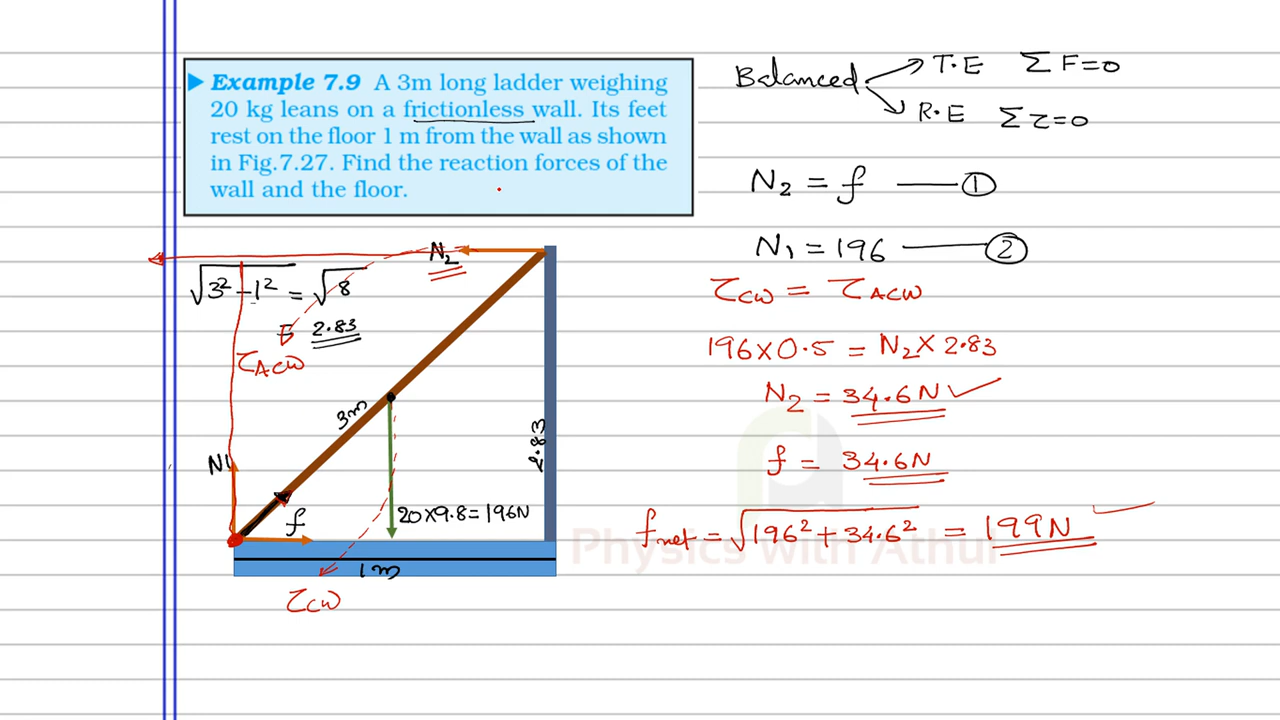 ▶ Example 7.9 A 3m long ladder weighing
20 kg leans on a frictionless wall. Its feet
rest on the floor 1 m from the wall as shown
in Fig.7.27. Find the reaction forces of the
wall and the floor.
Balanced
T.E ΣF=0
R.E Στ=0
N₂ = f —— ①
N₁ = 196 —— ②
τCW = τACW
196×0.5 = N₂×2.83
N₂ = 34.6N ✓
f = 34.6N
fnet = √196²+34.6² = 199N
N₂
√3²-1² = √8
= 2.83
τACW
3m
2.83
N1
f
20×9.8=196N
1m
τCW
Physics with Athul